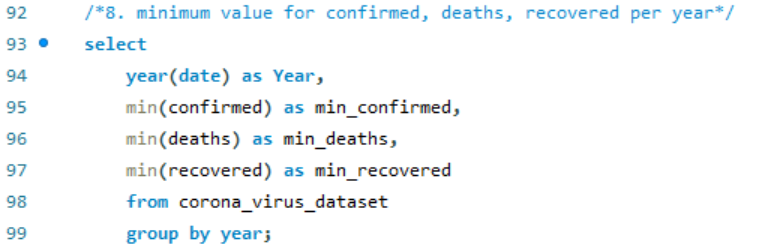 92 /*8. minimum value for confirmed, deaths, recovered per year*/
93 select
94 year(date) as Year,
95 min(confirmed) as min_confirmed,
96 min(deaths) as min_deaths,
97 min(recovered) as min_recovered
98 from corona_virus_dataset
99 group by year;